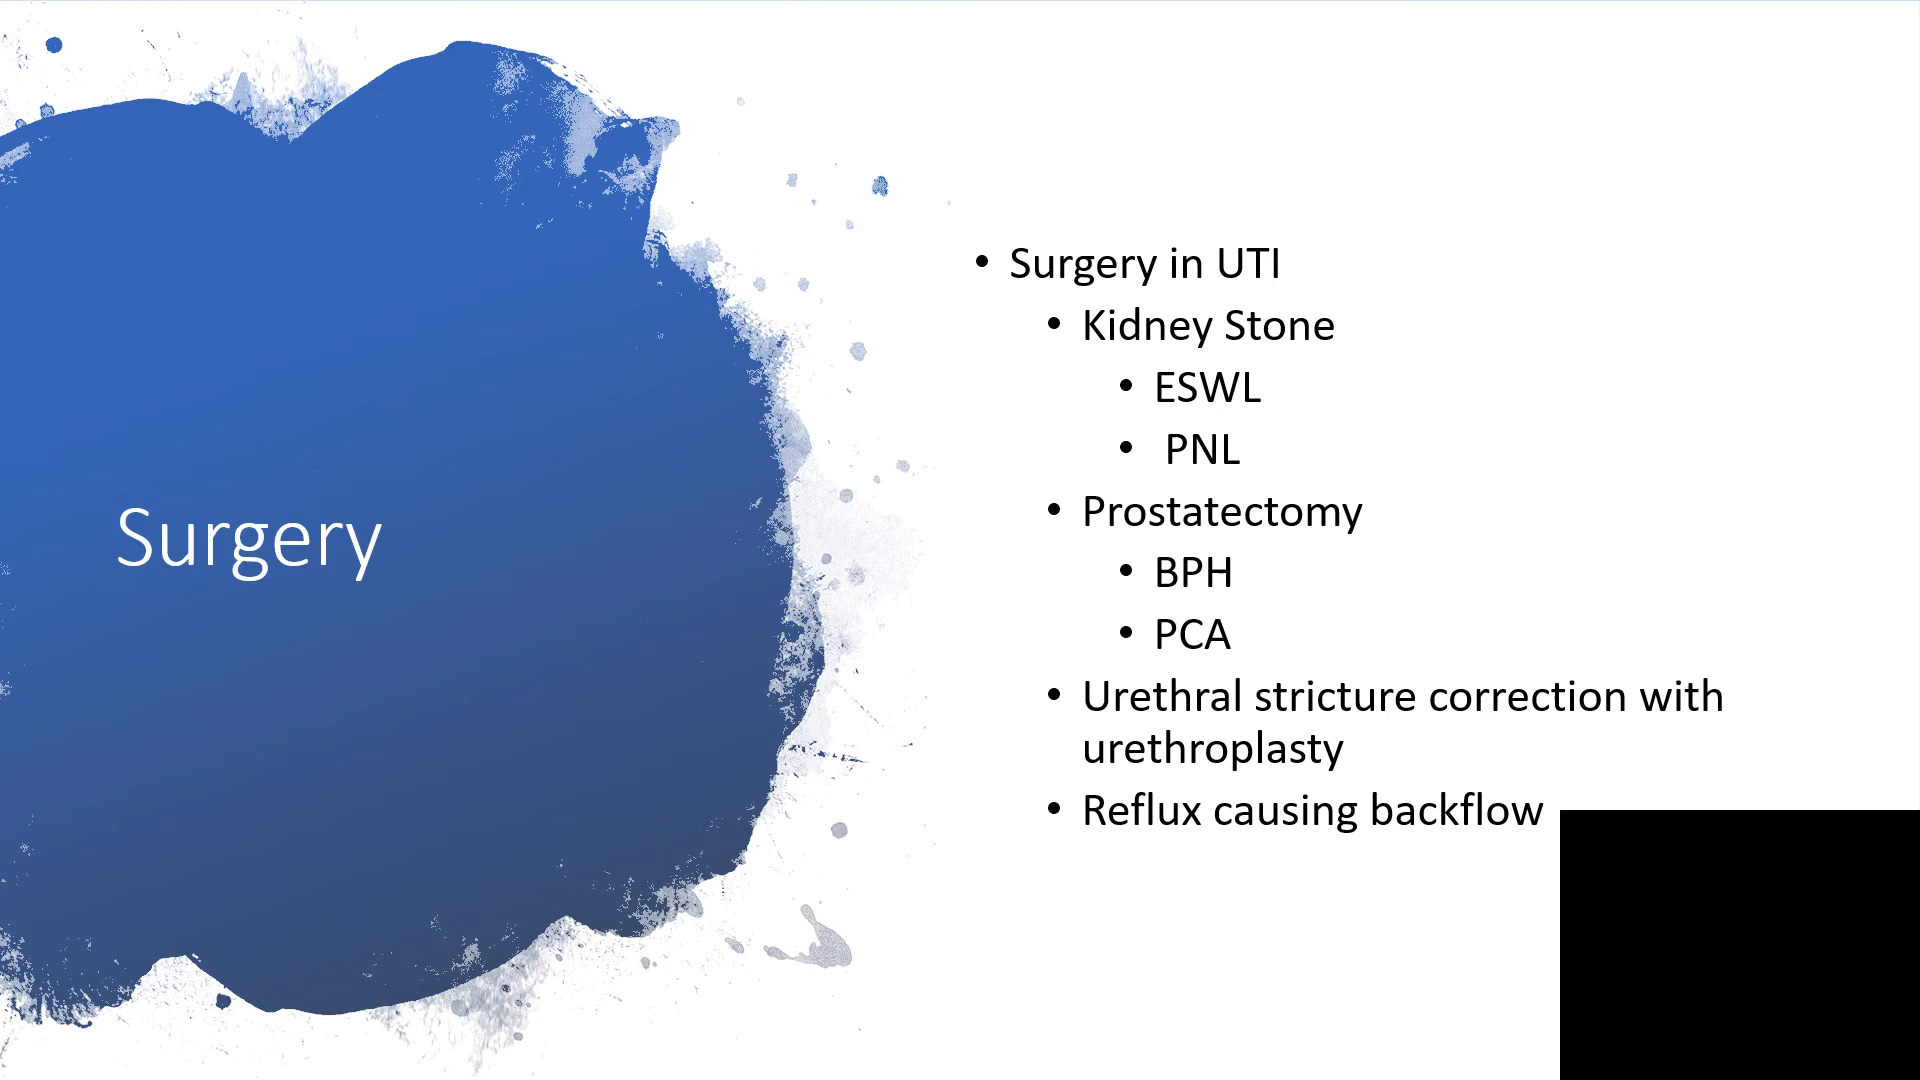 Surgery
• Surgery in UTI
• Kidney Stone
• ESWL
• PNL
• Prostatectomy
• BPH
• PCA
• Urethral stricture correction with
urethroplasty
• Reflux causing backflow